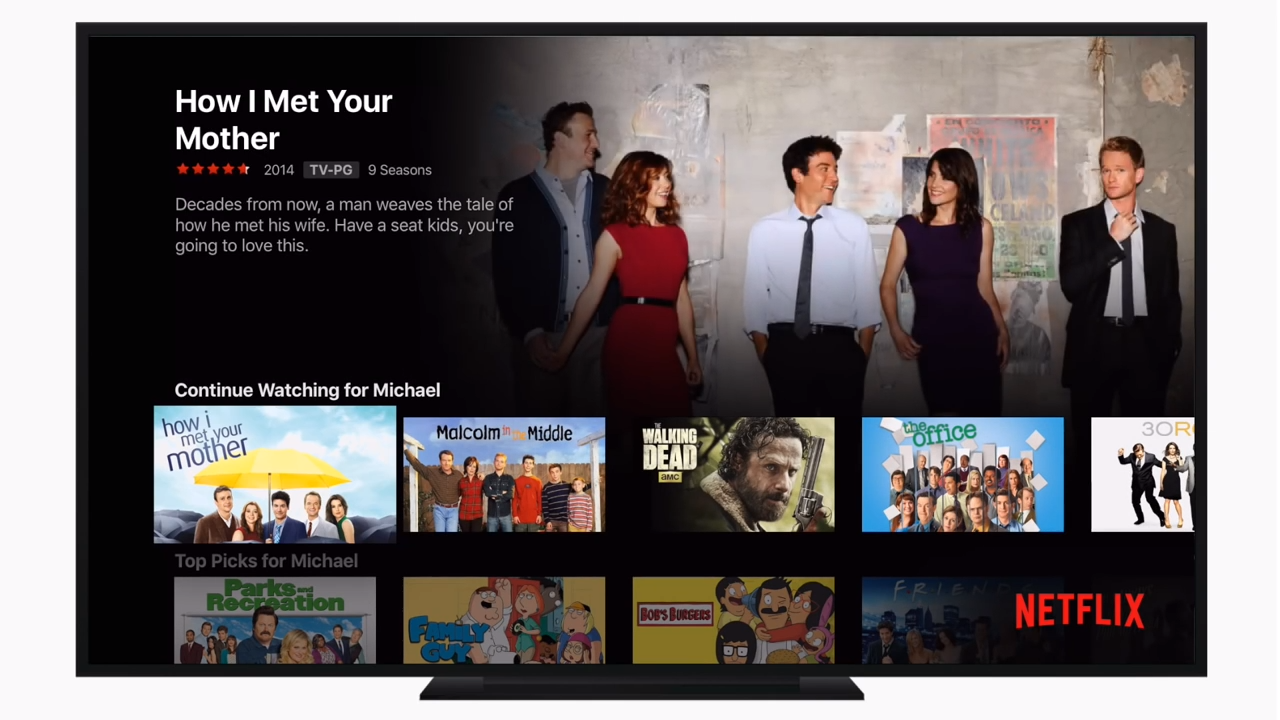 How I Met Your
Mother
2014 TV-PG 9 Seasons
Decades from now, a man weaves the tale of
how he met his wife. Have a seat kids, you're
going to love this.
Continue Watching for Michael
how i
met your
mother
Malcolm in the Middle
THE
WALKING
DEAD
amc
the
office
Top Picks for Michael
Parks and
Recreation
FAMILY
GUY
BOB'S BURGERS
FRIENDS
NETFLIX